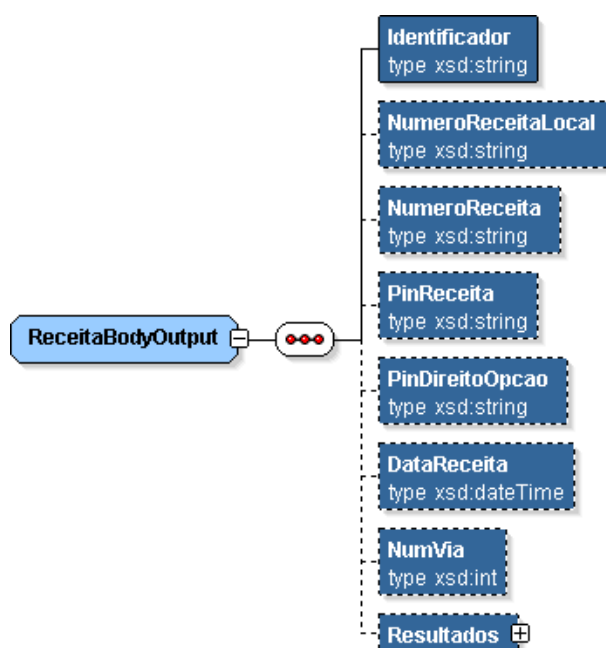 Identificador
type xsd:string
NumeroReceitaLocal
type xsd:string
NumeroReceita
type xsd:string
PinReceita
type xsd:string
ReceitaBodyOutput
PinDireitoOpcao
type xsd:string
DataReceita
type xsd:dateTime
NumVia
type xsd:int
Resultados